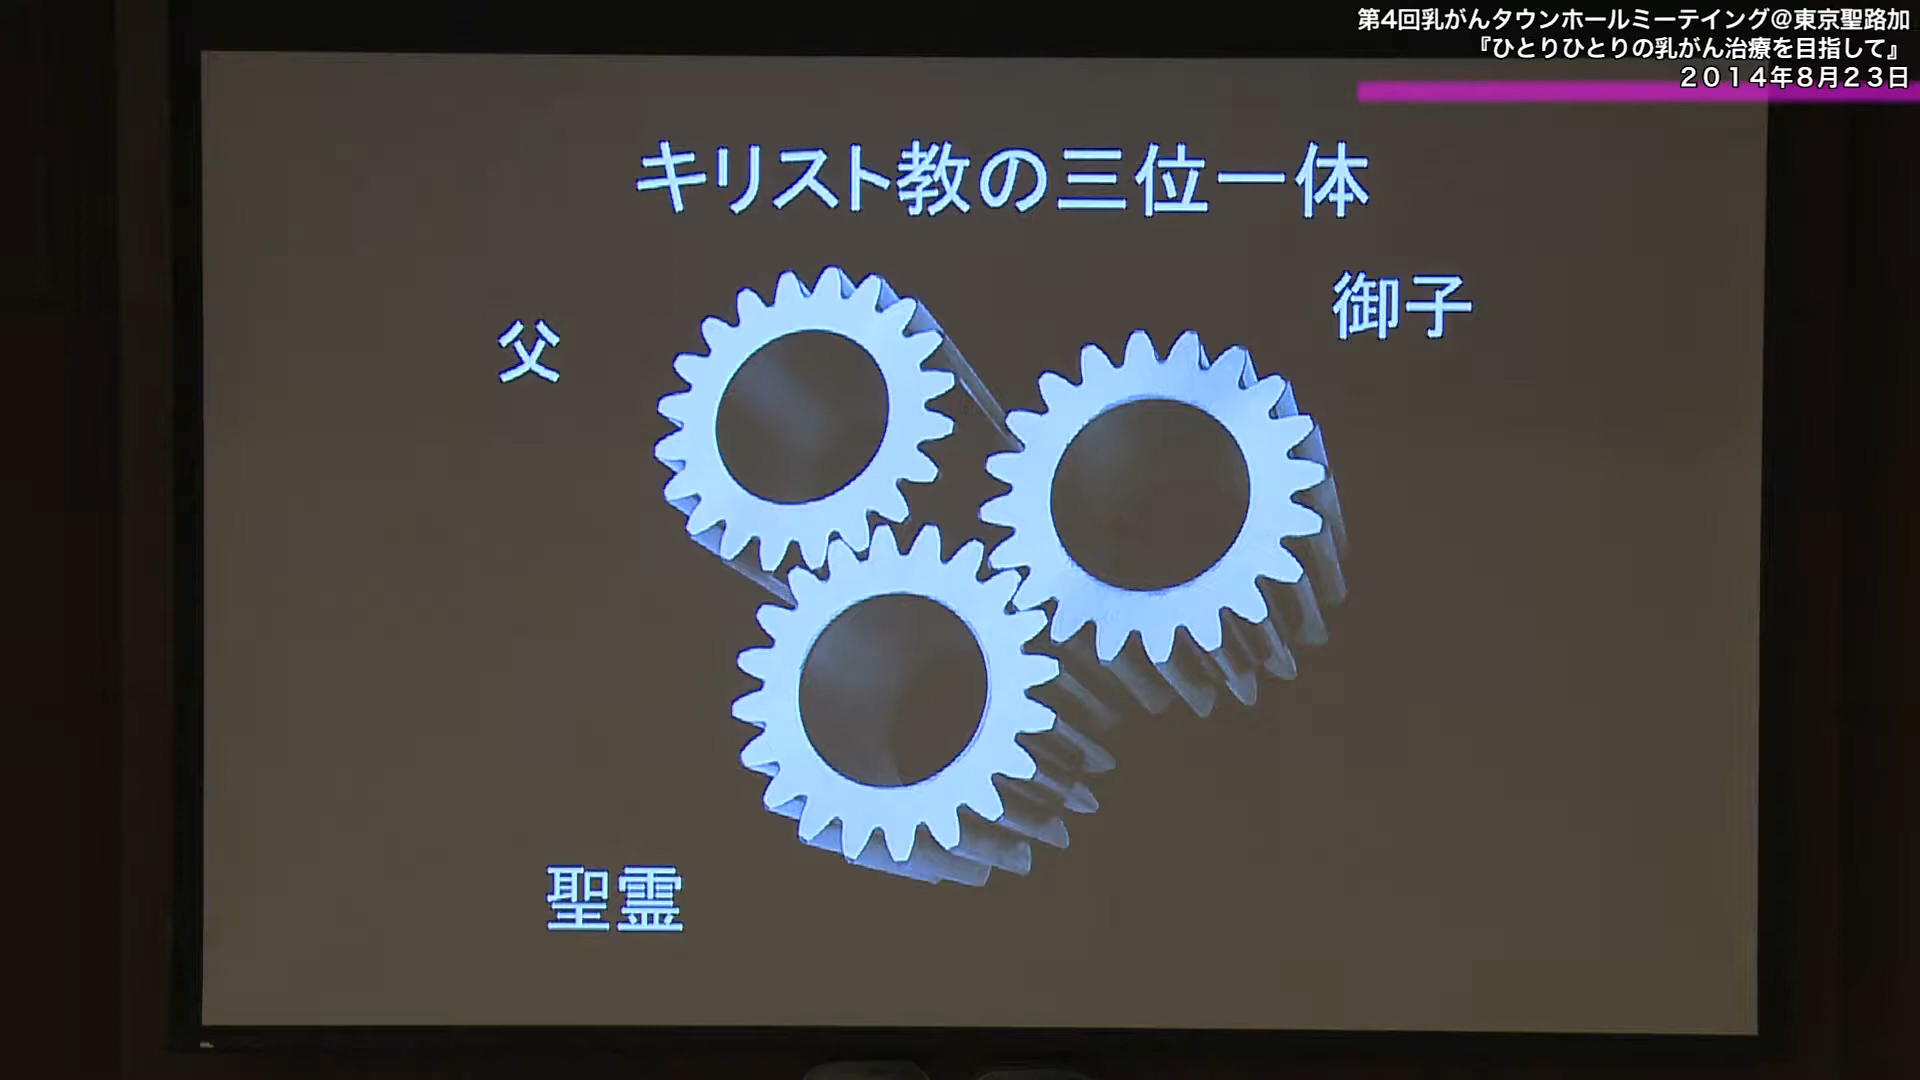 第4回乳がんタウンホールミーテイング@東京聖路加
『ひとりひとりの乳がん治療を目指して』
２０１４年８月２３日
キリスト教の三位一体
御子
父
聖霊